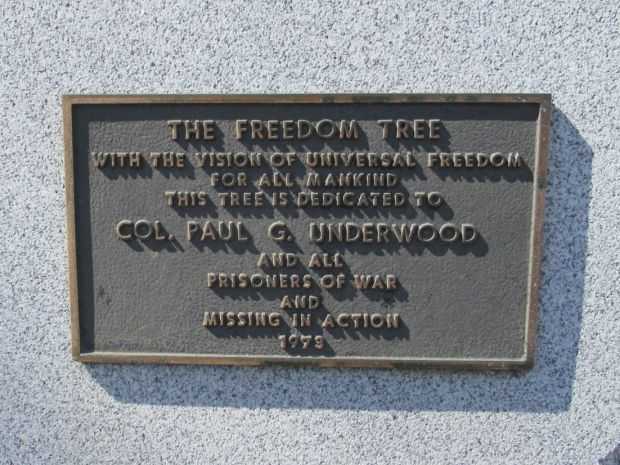 THE FREEDOM TREE
WITH THE VISION OF UNIVERSAL FREEDOM
FOR ALL MANKIND
THIS TREE IS DEDICATED TO
COL. PAUL G. UNDERWOOD
AND ALL
PRISONERS OF WAR
AND
MISSING IN ACTION
1973